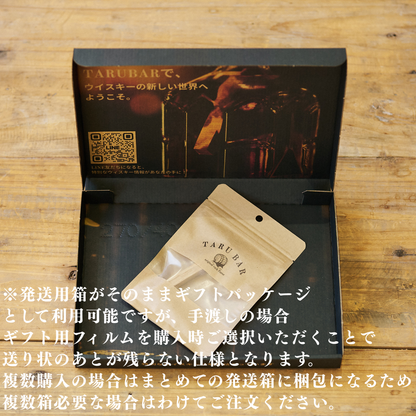 TARUBARで、
ウイスキーの新しい世界へ
ようこそ。
LINE
TARU BAR
※発送用箱がそのままギフトパッケージ
として利用可能ですが、手渡しの場合
ギフト用フィルムを購入時ご選択いただくことで
送り状のあとが残らない仕様となります。
複数購入の場合はまとめての発送箱に梱包になるため
複数箱必要な場合はわけてご注文ください。